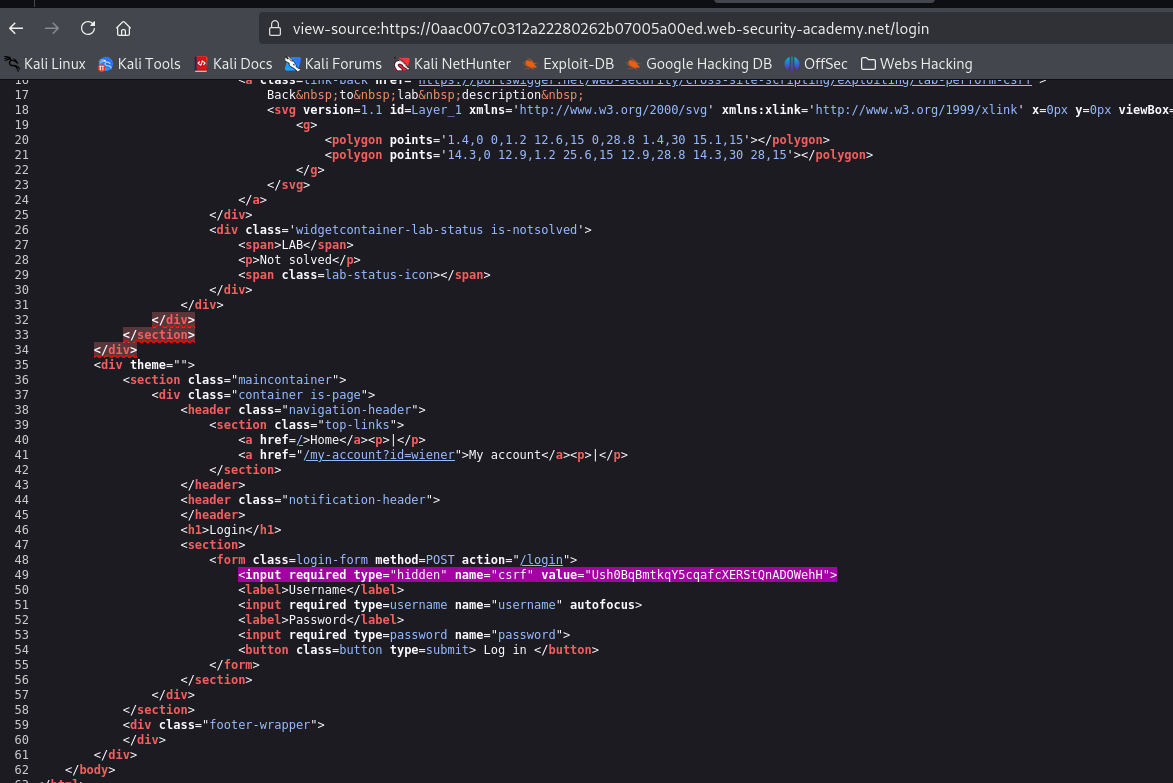 view-source:https://0aac007c0312a22280262b07005a00ed.web-security-academy.net/login
Kali Linux Kali Tools Kali Docs Kali Forums Kali NetHunter Exploit-DB Google Hacking DB OffSec Webs Hacking
16 <a class=link-back href='https://portswigger.net/web-security/cross-site-scripting/exploiting/lab-perform-csrf'>
17 Back&nbsp;to&nbsp;lab&nbsp;description&nbsp;
18 <svg version=1.1 id=Layer_1 xmlns='http://www.w3.org/2000/svg' xmlns:xlink='http://www.w3.org/1999/xlink' x=0px y=0px viewBox=
19 <g>
20 <polygon points='1.4,0 0,1.2 12.6,15 0,28.8 1.4,30 15.1,15'></polygon>
21 <polygon points='14.3,0 12.9,1.2 25.6,15 12.9,28.8 14.3,30 28,15'></polygon>
22 </g>
23 </svg>
24 </a>
25 </div>
26 <div class='widgetcontainer-lab-status is-notsolved'>
27 <span>LAB</span>
28 <p>Not solved</p>
29 <span class=lab-status-icon></span>
30 </div>
31 </div>
32 </div>
33 </section>
34 </div>
35 <div theme="">
36 <section class="maincontainer">
37 <div class="container is-page">
38 <header class="navigation-header">
39 <section class="top-links">
40 <a href=/>Home</a><p>|</p>
41 <a href="/my-account?id=wiener">My account</a><p>|</p>
42 </section>
43 </header>
44 <header class="notification-header">
45 </header>
46 <h1>Login</h1>
47 <section>
48 <form class=login-form method=POST action="/login">
49 <input required type="hidden" name="csrf" value="Ush0BqBmtkqY5cqafcXERStQnADOWehH">
50 <label>Username</label>
51 <input required type=username name="username" autofocus>
52 <label>Password</label>
53 <input required type=password name="password">
54 <button class=button type=submit> Log in </button>
55 </form>
56 </section>
57 </div>
58 </section>
59 <div class="footer-wrapper">
60 </div>
61 </div>
62 </body>
63 </html>